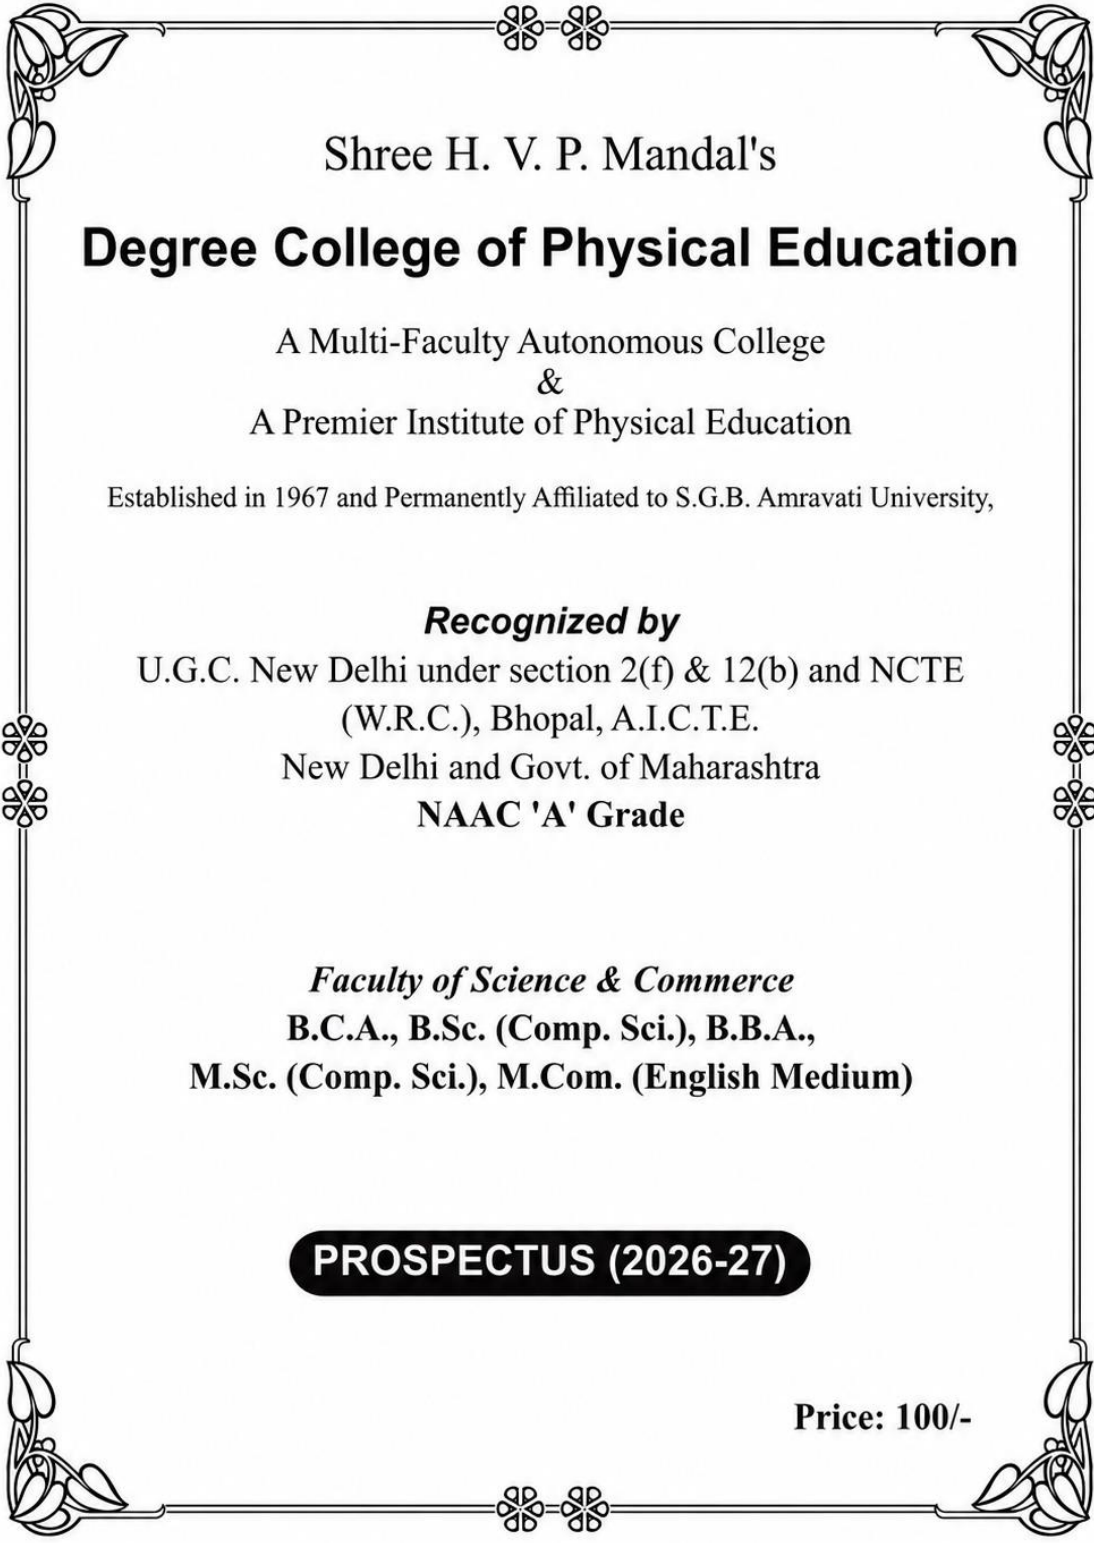 Shree H. V. P. Mandal's
Degree College of Physical Education
A Multi-Faculty Autonomous College
&
A Premier Institute of Physical Education
Established in 1967 and Permanently Affiliated to S.G.B. Amravati University,
Recognized by
U.G.C. New Delhi under section 2(f) & 12(b) and NCTE
(W.R.C.), Bhopal, A.I.C.T.E.
New Delhi and Govt. of Maharashtra
NAAC 'A' Grade
Faculty of Science & Commerce
B.C.A., B.Sc. (Comp. Sci.), B.B.A.,
M.Sc. (Comp. Sci.), M.Com. (English Medium)
PROSPECTUS (2026-27)
Price: 100/-